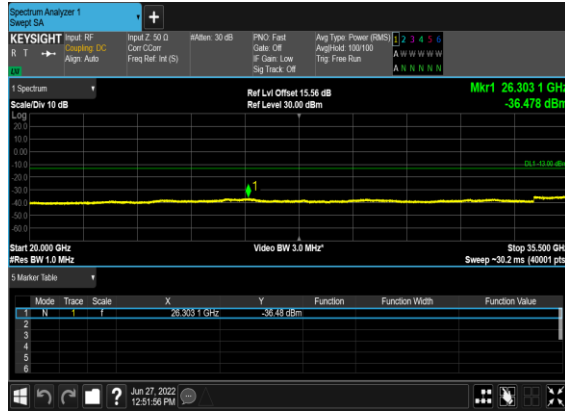 Spectrum Analyzer 1
Swept SA
+
KEYSIGHT Input: RF Input Z: 50 Ω #Atten: 30 dB PNO: Fast Avg Type: Power (RMS) 1 2 3 4 5 6
R T Coupling: DC Corr CCorr Gate: Off Avg|Hold: 100/100 A W W W W W
Align: Auto Freq Ref: Int (S) IF Gain: Low Trig: Free Run
LW Sig Track: Off A N N N N N
1 Spectrum Ref Lvl Offset 15.56 dB Mkr1 26.303 1 GHz
Scale/Div 10 dB Ref Level 30.00 dBm -36.478 dBm
Log
20.0
10.0
0.00
-10.0 DL1 -13.00 dBm
-20.0
-30.0 1
-40.0
-50.0
-60.0
Start 20.000 GHz Video BW 3.0 MHz* Stop 35.500 GHz
#Res BW 1.0 MHz Sweep ~30.2 ms (40001 pts)
5 Marker Table
Mode Trace Scale X Y Function Function Width Function Value
1 N 1 f 26.303 1 GHz -36.48 dBm
2
3
4
5
6
? Jun 27, 2022
12:51:56 PM